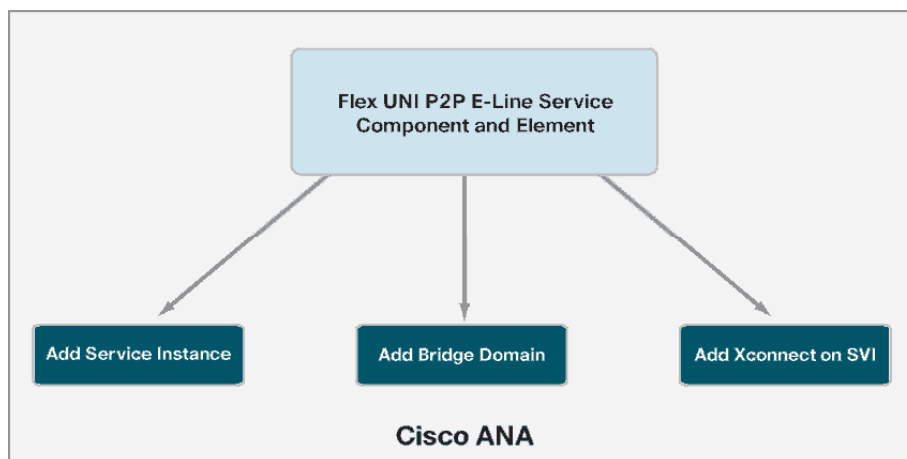 Flex UNI P2P E-Line Service
Component and Element
Add Service Instance
Add Bridge Domain
Add Xconnect on SVI
Cisco ANA